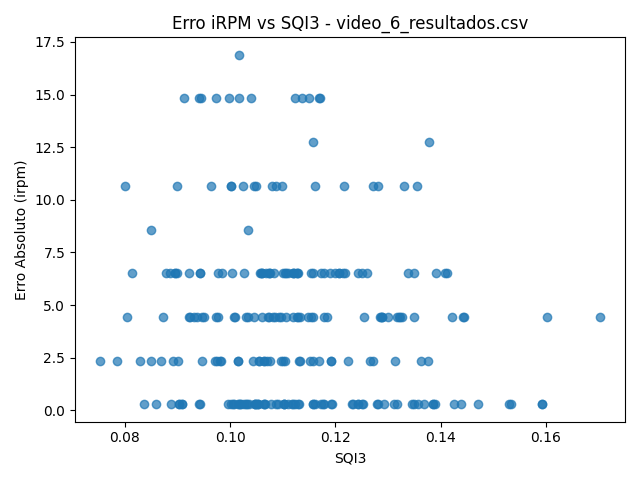 Erro iRPM vs SQI3 - video_6_resultados.csv
Erro Absoluto (irpm)
17.5
15.0
12.5
10.0
7.5
5.0
2.5
0.0
0.08 0.10 0.12 0.14 0.16
SQI3